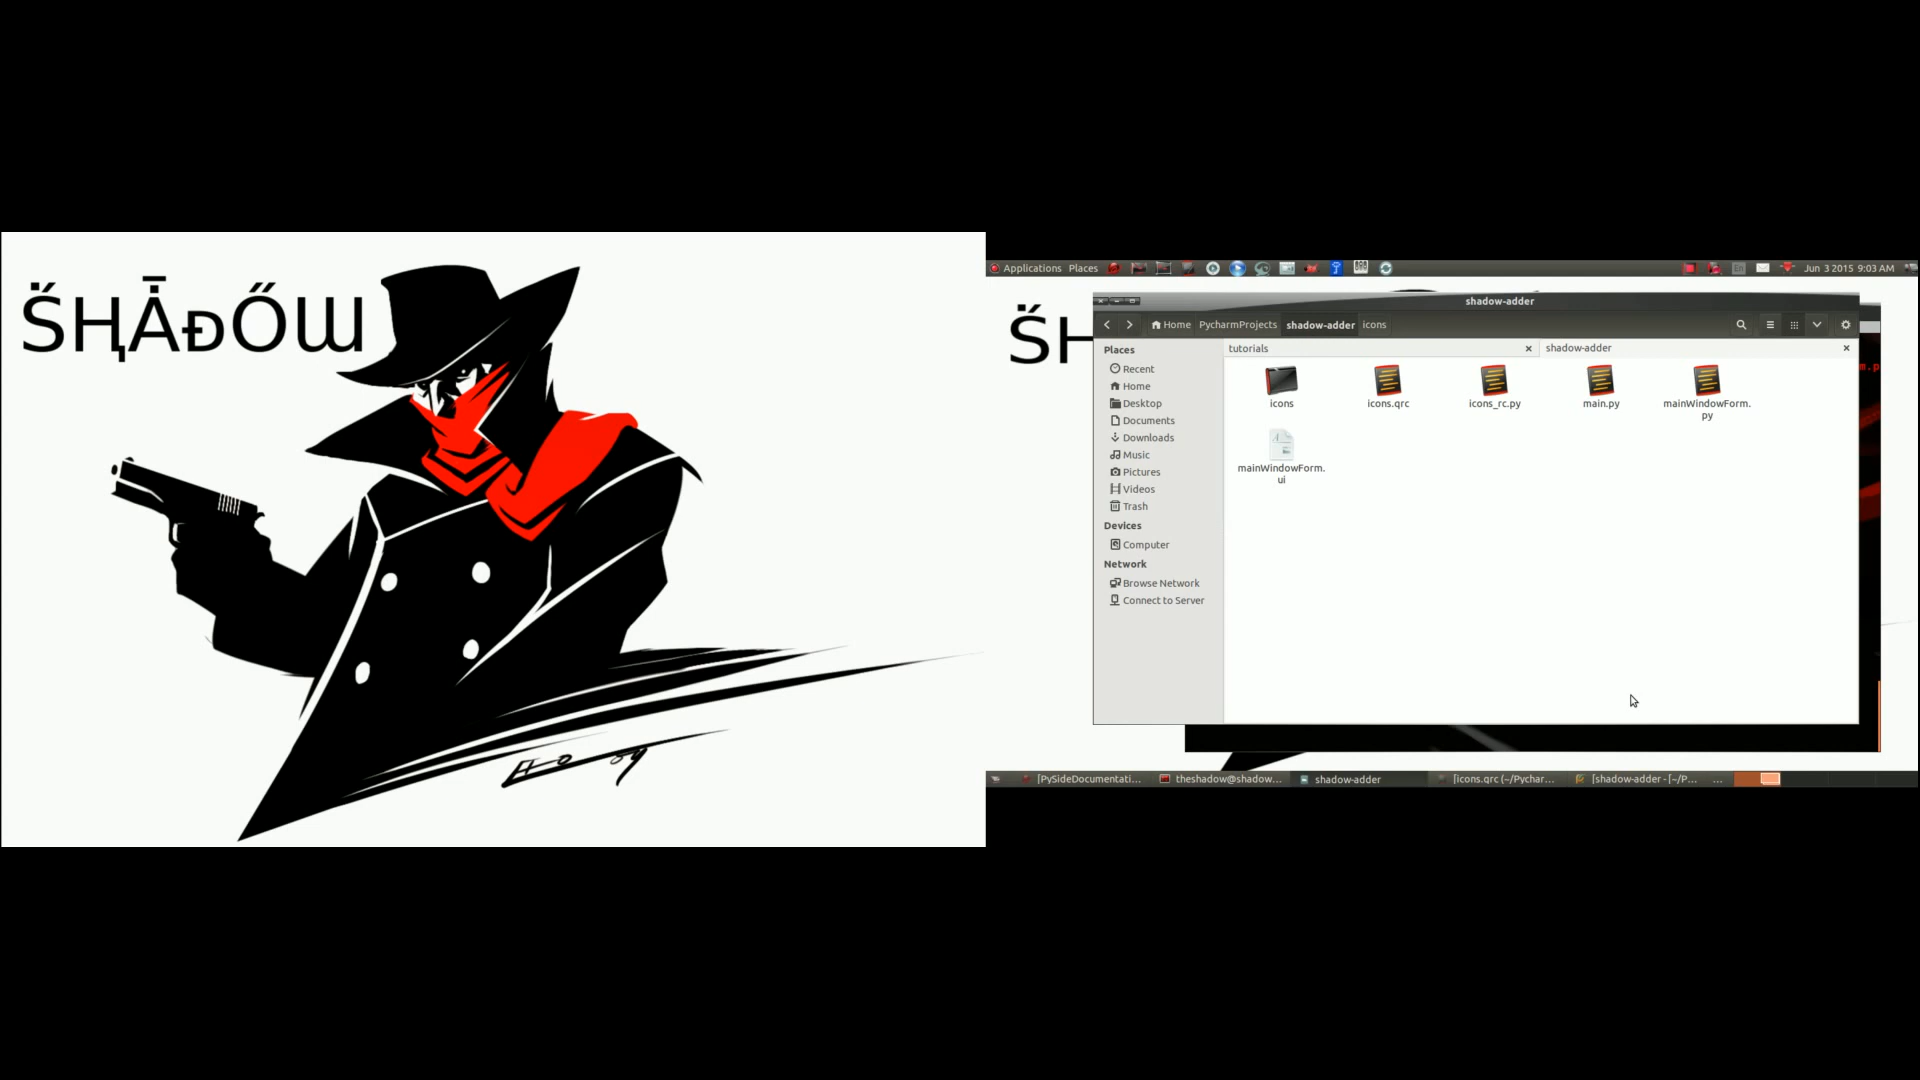 S̋ⱧǞĐŐƜ
Applications Places
En
Jun 3 2015 9:03 AM
shadow-adder
Home PycharmProjects shadow-adder icons
Places
Recent
Home
Desktop
Documents
Downloads
Music
Pictures
Videos
Trash
Devices
Computer
Network
Browse Network
Connect to Server
tutorials
shadow-adder
icons
icons.qrc
icons_rc.py
main.py
mainWindowForm.
py
mainWindowForm.
ui
[PySideDocumentati...
theshadow@shadow...
shadow-adder
[icons.qrc (~/Pychar...
[shadow-adder - [~/P...
...